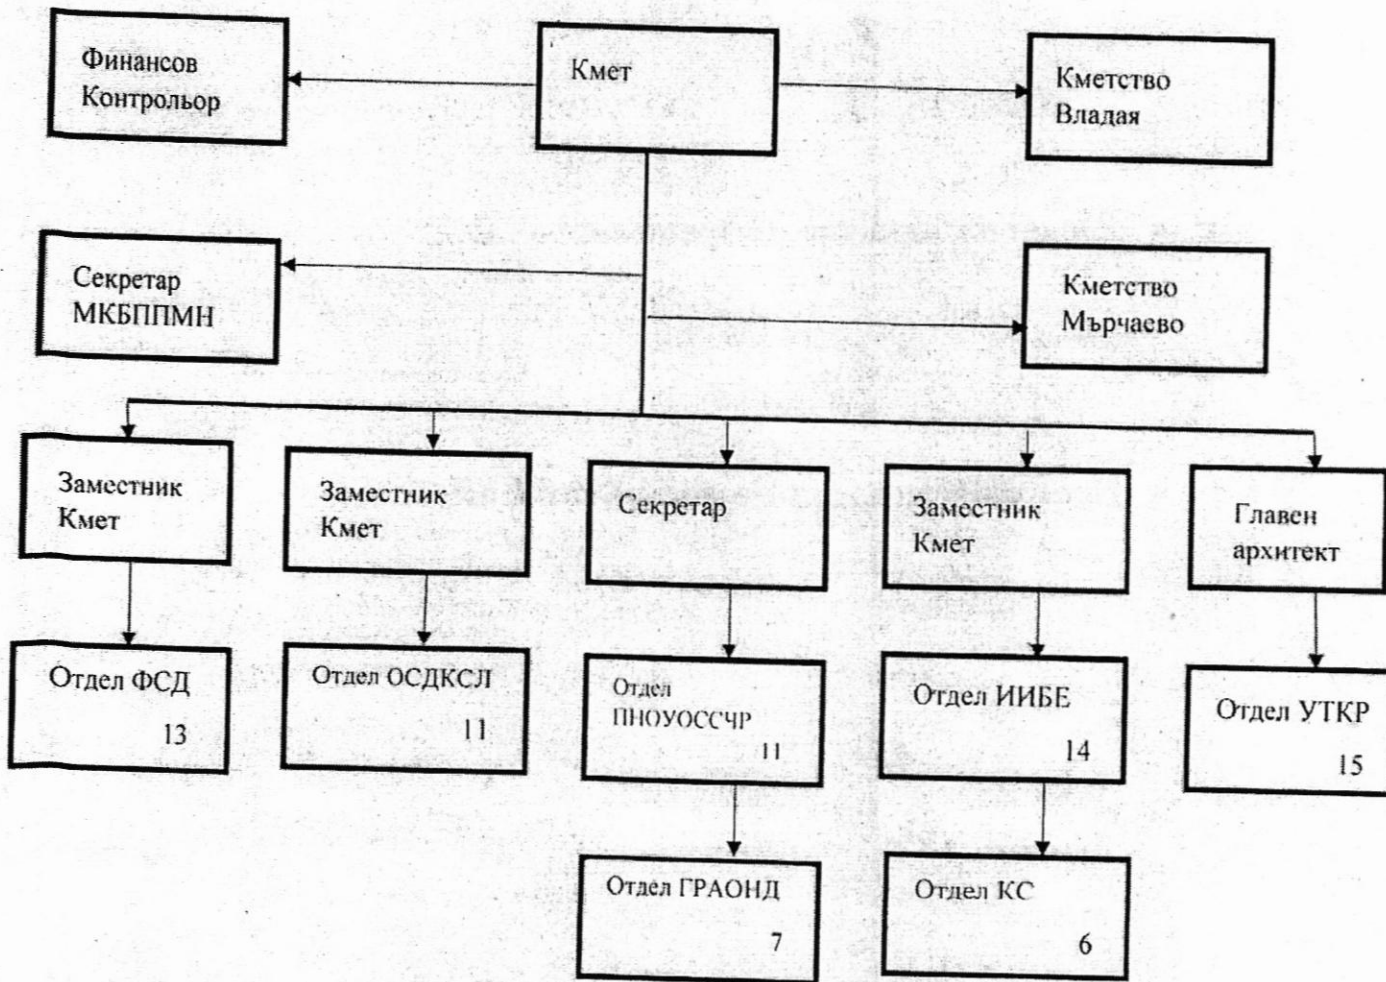 Финансов
Контрольор
Кмет
Кметство
Владая
Секретар
МКБППМН
Кметство
Мърчаево
Заместник
Кмет
Заместник
Кмет
Секретар
Заместник
Кмет
Главен
архитект
Отдел ФСД
13
Отдел ОСДКСЛ
11
Отдел
ПНОУОССЧР
11
Отдел ИИБЕ
14
Отдел УТКР
15
Отдел ГРАОНД
7
Отдел КС
6